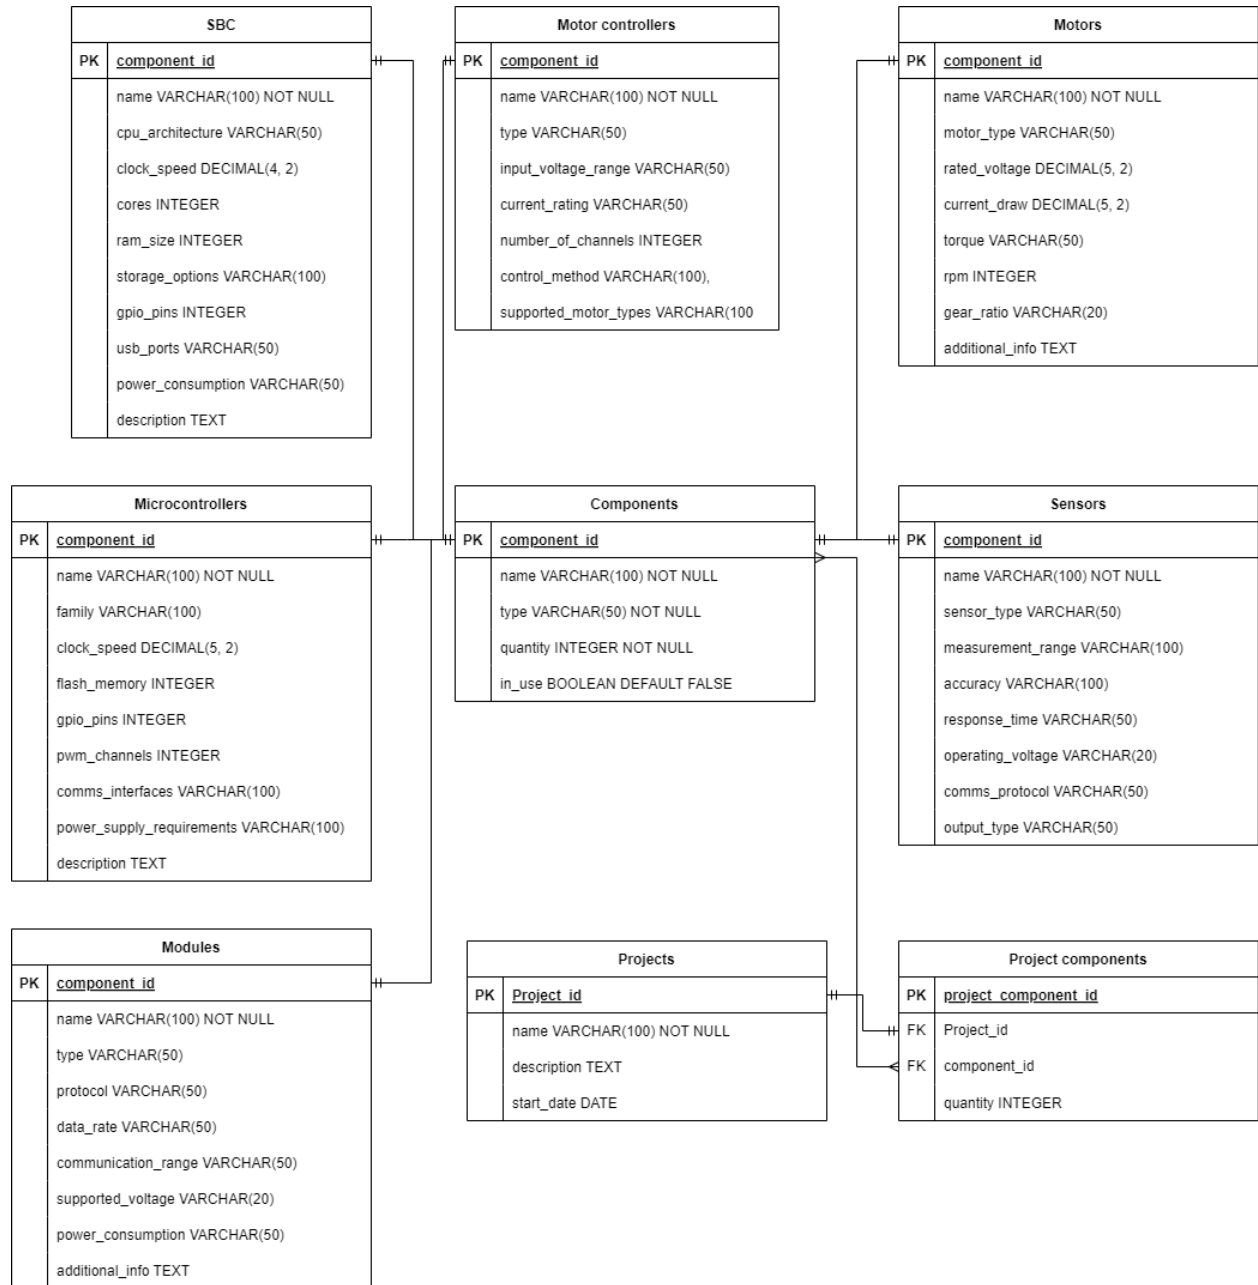 SBC
PK component_id
name VARCHAR(100) NOT NULL
cpu_architecture VARCHAR(50)
clock_speed DECIMAL(4, 2)
cores INTEGER
ram_size INTEGER
storage_options VARCHAR(100)
gpio_pins INTEGER
usb_ports VARCHAR(50)
power_consumption VARCHAR(50)
description TEXT
Motor controllers
PK component_id
name VARCHAR(100) NOT NULL
type VARCHAR(50)
input_voltage_range VARCHAR(50)
current_rating VARCHAR(50)
number_of_channels INTEGER
control_method VARCHAR(100),
supported_motor_types VARCHAR(100
Motors
PK component_id
name VARCHAR(100) NOT NULL
motor_type VARCHAR(50)
rated_voltage DECIMAL(5, 2)
current_draw DECIMAL(5, 2)
torque VARCHAR(50)
rpm INTEGER
gear_ratio VARCHAR(20)
additional_info TEXT
Microcontrollers
PK component_id
name VARCHAR(100) NOT NULL
family VARCHAR(100)
clock_speed DECIMAL(5, 2)
flash_memory INTEGER
gpio_pins INTEGER
pwm_channels INTEGER
comms_interfaces VARCHAR(100)
power_supply_requirements VARCHAR(100)
description TEXT
Components
PK component_id
name VARCHAR(100) NOT NULL
type VARCHAR(50) NOT NULL
quantity INTEGER NOT NULL
in_use BOOLEAN DEFAULT FALSE
Sensors
PK component_id
name VARCHAR(100) NOT NULL
sensor_type VARCHAR(50)
measurement_range VARCHAR(100)
accuracy VARCHAR(100)
response_time VARCHAR(50)
operating_voltage VARCHAR(20)
comms_protocol VARCHAR(50)
output_type VARCHAR(50)
Modules
PK component_id
name VARCHAR(100) NOT NULL
type VARCHAR(50)
protocol VARCHAR(50)
data_rate VARCHAR(50)
communication_range VARCHAR(50)
supported_voltage VARCHAR(20)
power_consumption VARCHAR(50)
additional_info TEXT
Projects
PK Project_id
name VARCHAR(100) NOT NULL
description TEXT
start_date DATE
Project components
PK project_component_id
FK Project_id
FK component_id
quantity INTEGER